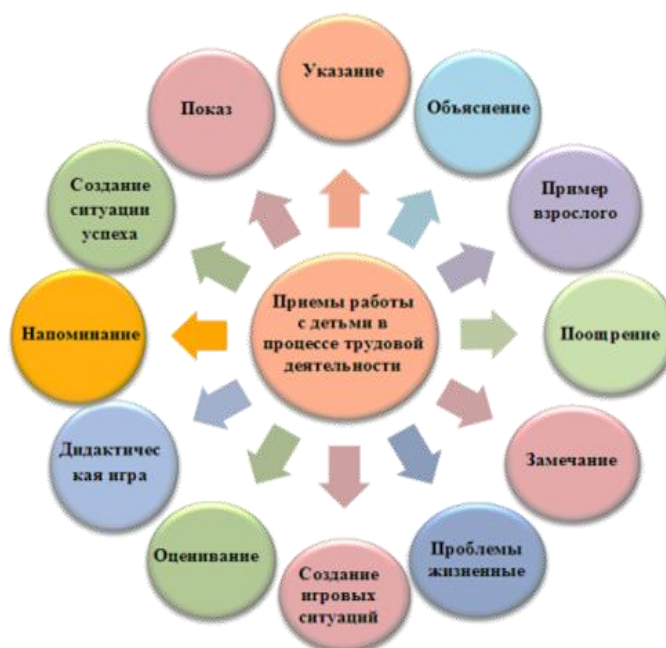 Приемы работы
с детьми в
процессе трудовой
деятельности
Указание
Объяснение
Пример
взрослого
Поощрение
Замечание
Проблемы
жизненные
Создание
игровых
ситуаций
Оценивание
Дидактичес
кая игра
Напоминание
Создание
ситуации
успеха
Показ